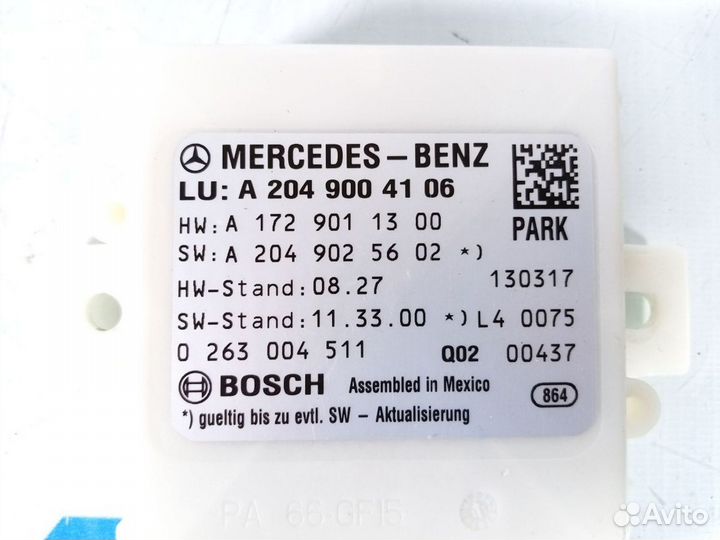 MERCEDES-BENZ
LU: A 204 900 41 06
HW: A 172 901 13 00
PARK
SW: A 204 902 56 02 *)
HW-Stand: 08.27 130317
SW-Stand: 11.33.00 *) L4 0075
0 263 004 511 Q02 00437
BOSCH Assembled in Mexico 864
*) gueltig bis zu evtl. SW - Aktualisierung
PA 66-GF15
Avito